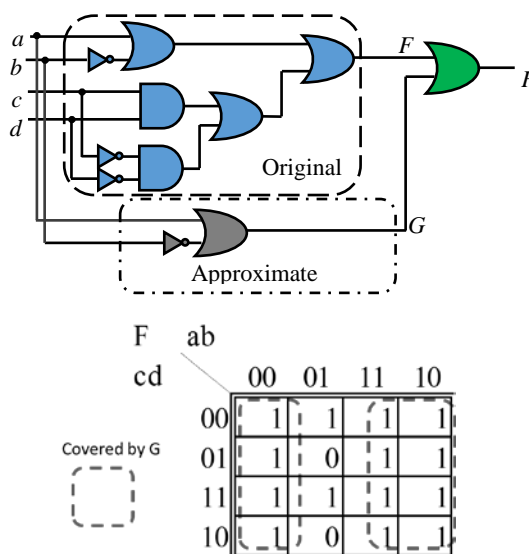 a
b
c
d
F
Original
G
Approximate
F ab
cd 00 01 11 10
00 1 1 1 1
Covered by G
01 1 0 1 1
11 1 1 1 1
10 1 0 1 1